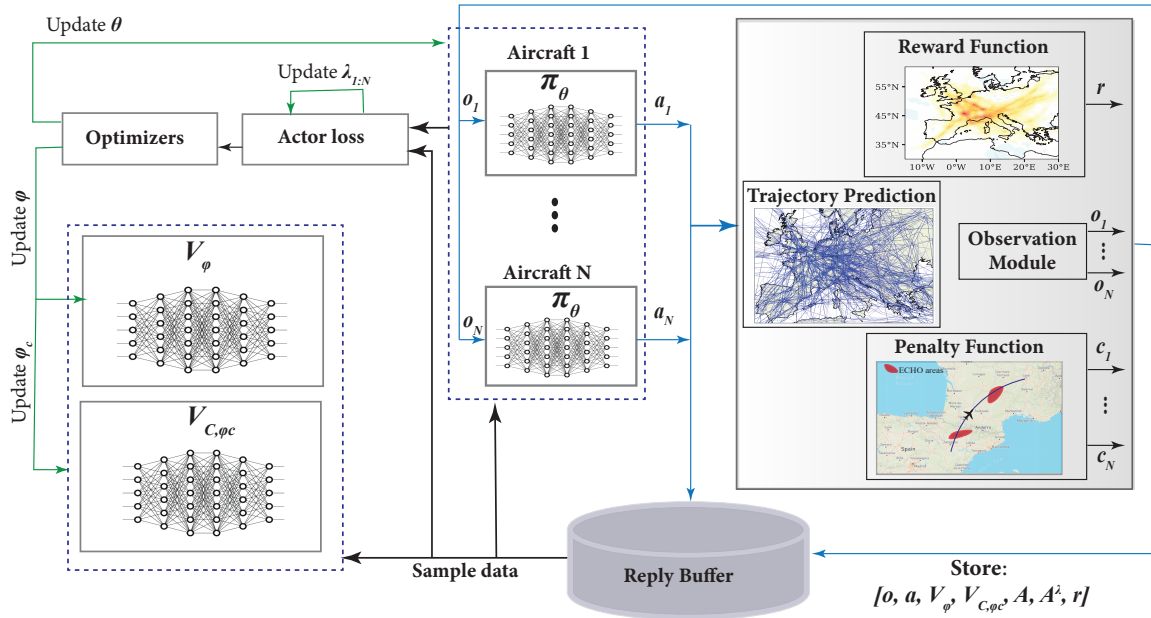 Update θ
Update λ1:N
Optimizers
Actor loss
Update φ
Update φc
Vφ
VC,φc
Aircraft 1
πθ
o1
a1
Aircraft N
πθ
oN
aN
Reward Function
55°N
45°N
35°N
10°W 0°W 10°E 20°E 30°E
r
Trajectory Prediction
Observation
Module
o1
oN
Penalty Function
ECHO areas
Andorra
Spain
Madrid
c1
cN
Sample data
Reply Buffer
Store:
[o, a, Vφ, VC,φc, A, Aλ, r]